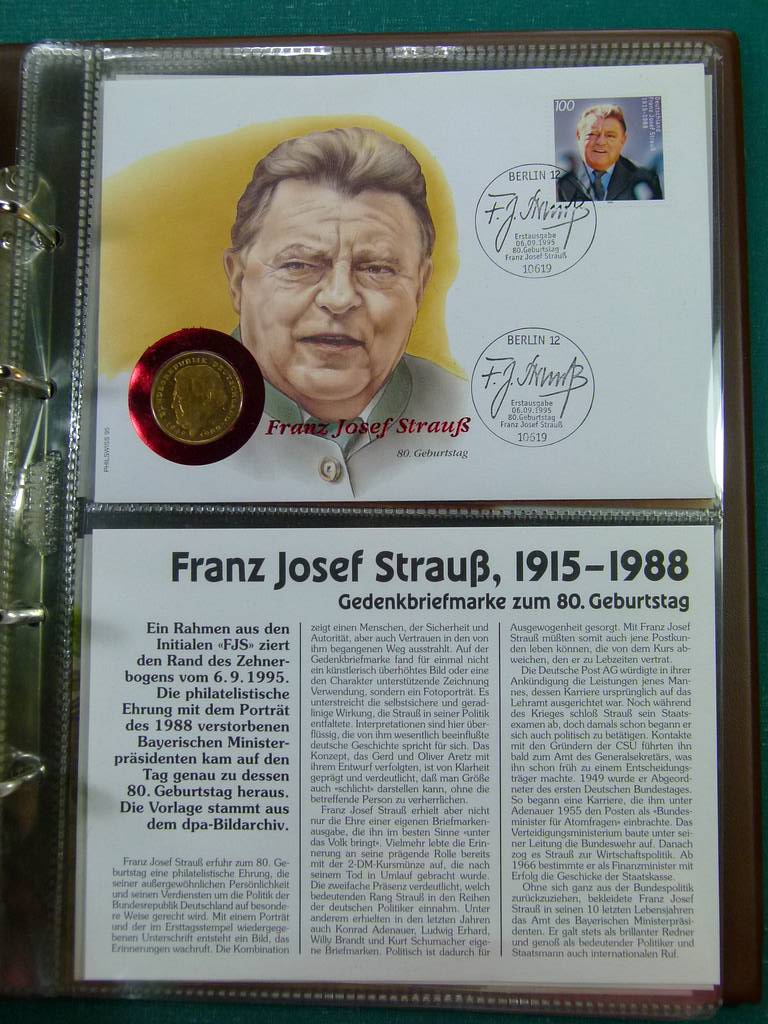 100
Deutschland
Franz Josef Strauß
1915-1988
BERLIN 12
F. J. Strauß
Erstausgabe
06.09.1995
80.Geburtstag
Franz Josef Strauß
10619
BERLIN 12
F. J. Strauß
Erstausgabe
06.09.1995
80.Geburtstag
Franz Josef Strauß
10619
BUNDESREPUBLIK
Franz Josef Strauß
80. Geburtstag
PHILSWISS 95
Franz Josef Strauß, 1915–1988
Gedenkbriefmarke zum 80. Geburtstag
Ein Rahmen aus den
Initialen «FJS» ziert
den Rand des Zehner-
bogens vom 6. 9. 1995.
Die philatelistische
Ehrung mit dem Porträt
des 1988 verstorbenen
Bayerischen Minister-
präsidenten kam auf den
Tag genau zu dessen
80. Geburtstag heraus.
Die Vorlage stammt aus
dem dpa-Bildarchiv.
Franz Josef Strauß erfuhr zum 80. Ge-
burtstag eine philatelistische Ehrung, die
seiner außergewöhnlichen Persönlichkeit
und seinen Verdiensten um die Politik der
Bundesrepublik Deutschland auf besonde-
re Weise gerecht wird. Mit einem Porträt
und der im Ersttagsstempel wiedergege-
benen Unterschrift entsteht ein Bild, das
Erinnerungen wachruft. Die Kombination
zeigt einen Menschen, der Sicherheit und
Autorität, aber auch Vertrauen in den von
ihm begangenen Weg ausstrahlt. Auf der
Gedenkbriefmarke fand für einmal nicht
ein künstlerisch überhöhtes Bild oder eine
den Charakter unterstützende Zeichnung
Verwendung, sondern ein Fotoporträt. Es
unterstreicht die selbstsichere und gerad-
linige Wirkung, die Strauß in seiner Politik
entfaltete. Interpretationen sind hier über-
flüssig, die von ihm wesentlich beeinflußte
deutsche Geschichte spricht für sich. Das
Konzept, das Gerd und Oliver Aretz mit
ihrem Entwurf verfolgten, ist von Klarheit
geprägt und verdeutlicht, daß man Größe
auch «schlicht» darstellen kann, ohne die
betreffende Person zu verherrlichen.
Franz Josef Strauß erhielt aber nicht
nur die Ehre einer eigenen Briefmarken-
ausgabe, die ihn im besten Sinne «unter
das Volk bringt». Vielmehr lebte die Erin-
nerung an seine prägende Rolle bereits
mit der 2-DM-Kursmünze auf, die nach
seinem Tod in Umlauf gebracht wurde.
Die zweifache Präsenz verdeutlicht, welch
bedeutenden Rang Strauß in den Reihen
der deutschen Politiker einnahm. Unter
anderem erhielten in den letzten Jahren
auch Konrad Adenauer, Ludwig Erhard,
Willy Brandt und Kurt Schumacher eige-
ne Briefmarken. Politisch ist dadurch für
Ausgewogenheit gesorgt. Mit Franz Josef
Strauß müßten somit auch jene Postkun-
den leben können, die von dem Kurs ab-
weichen, den er zu Lebzeiten vertrat.
Die Deutsche Post AG würdigte in ihrer
Ankündigung die Leistungen jenes Man-
nes, dessen Karriere ursprünglich auf das
Lehramt ausgerichtet war. Noch während
des Krieges schloß Strauß sein Staats-
examen ab, doch damals schon begann er
sich auch politisch zu betätigen. Kontakte
mit den Gründern der CSU führten ihn
bald zum Amt des Generalsekretärs, was
ihn schon früh zu einem Entscheidungs-
träger machte. 1949 wurde er Abgeord-
neter des ersten Deutschen Bundestages.
So begann eine Karriere, die ihm unter
Adenauer 1955 den Posten als «Bundes-
minister für Atomfragen» einbrachte. Das
Verteidigungsministerium baute unter sei-
ner Leitung die Bundeswehr auf. Danach
zog es Strauß zur Wirtschaftspolitik. Ab
1966 bestimmte er als Finanzminister mit
Erfolg die Geschicke der Staatskasse.
Ohne sich ganz aus der Bundespolitik
zurückzuziehen, bekleidete Franz Josef
Strauß in seinen 10 letzten Lebensjahren
das Amt des Bayerischen Ministerpräsi-
denten. Er galt stets als brillanter Redner
und genoß als bedeutender Politiker und
Staatsmann auch internationalen Ruf.